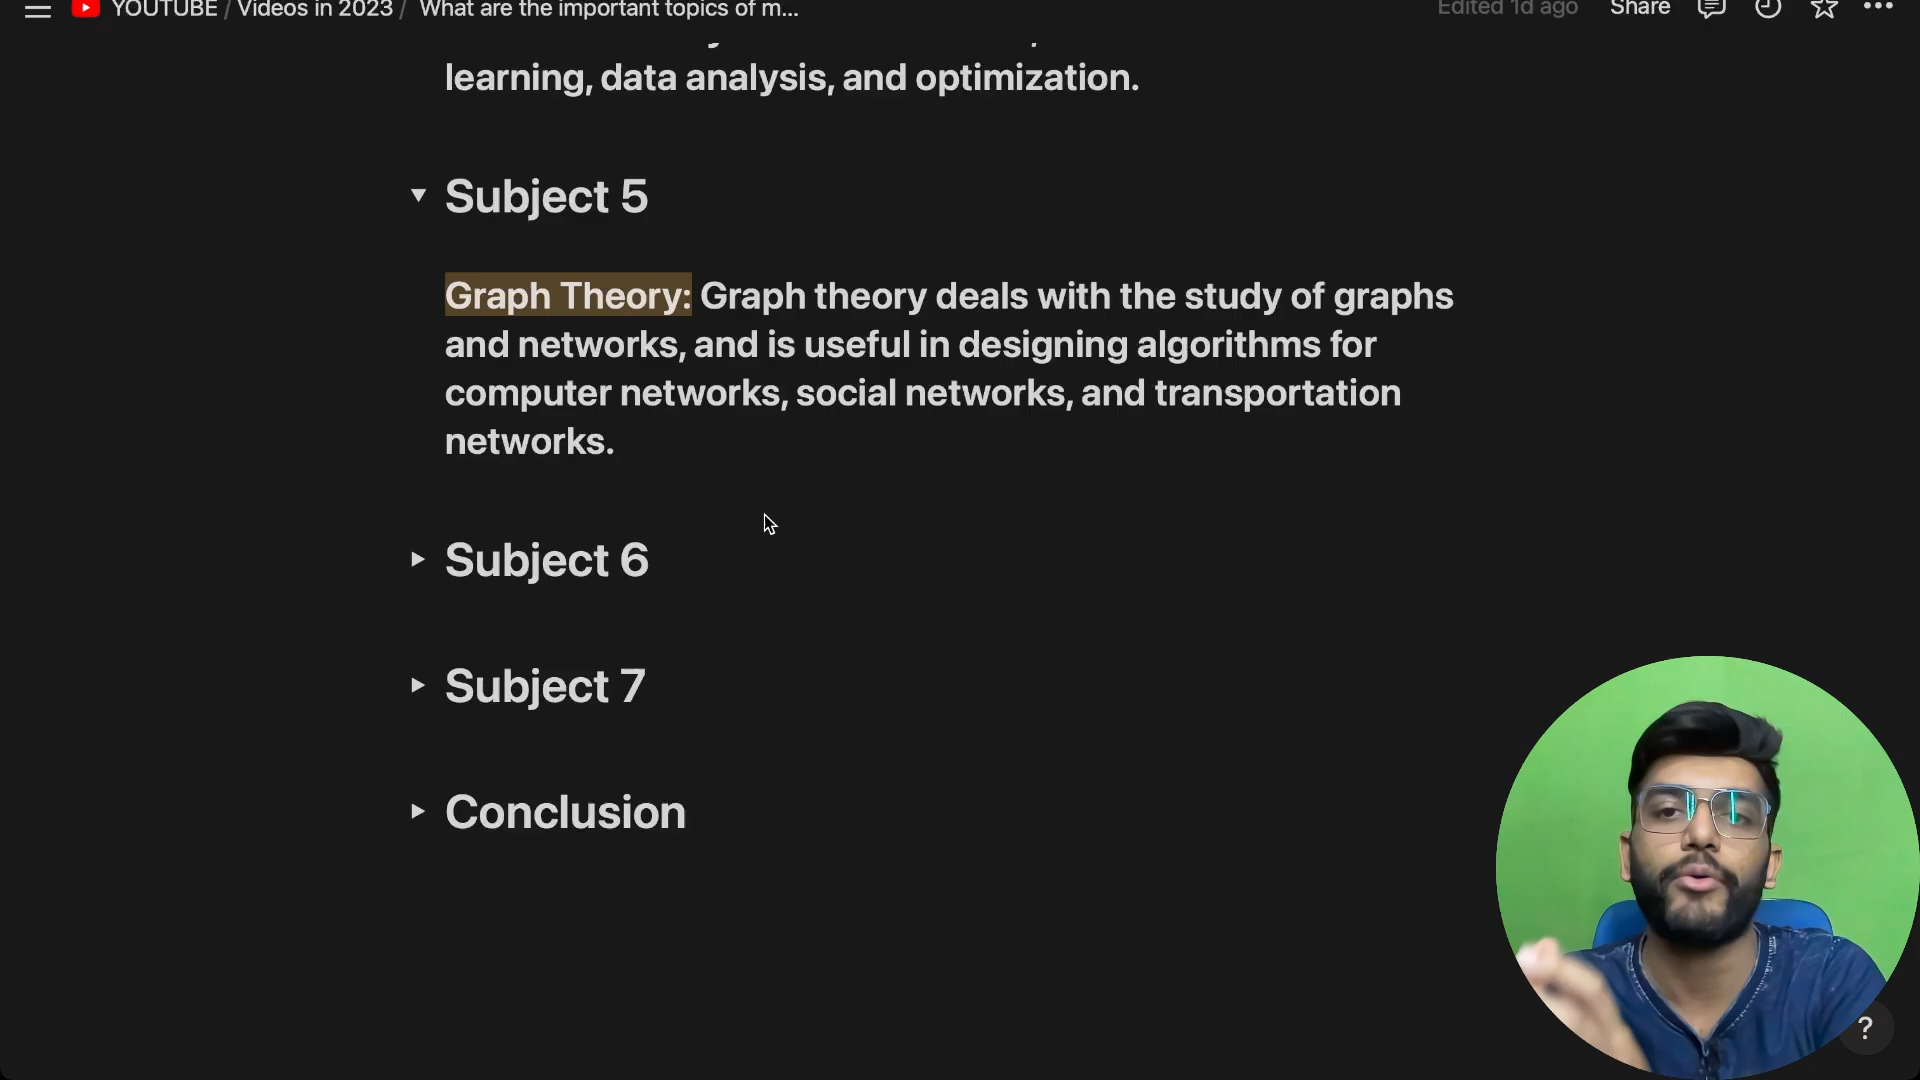 YOUTUBE / Videos in 2023 / What are the important topics of m...
Edited 1d ago Share
learning, data analysis, and optimization.
Subject 5
Graph Theory: Graph theory deals with the study of graphs
and networks, and is useful in designing algorithms for
computer networks, social networks, and transportation
networks.
Subject 6
Subject 7
Conclusion
?